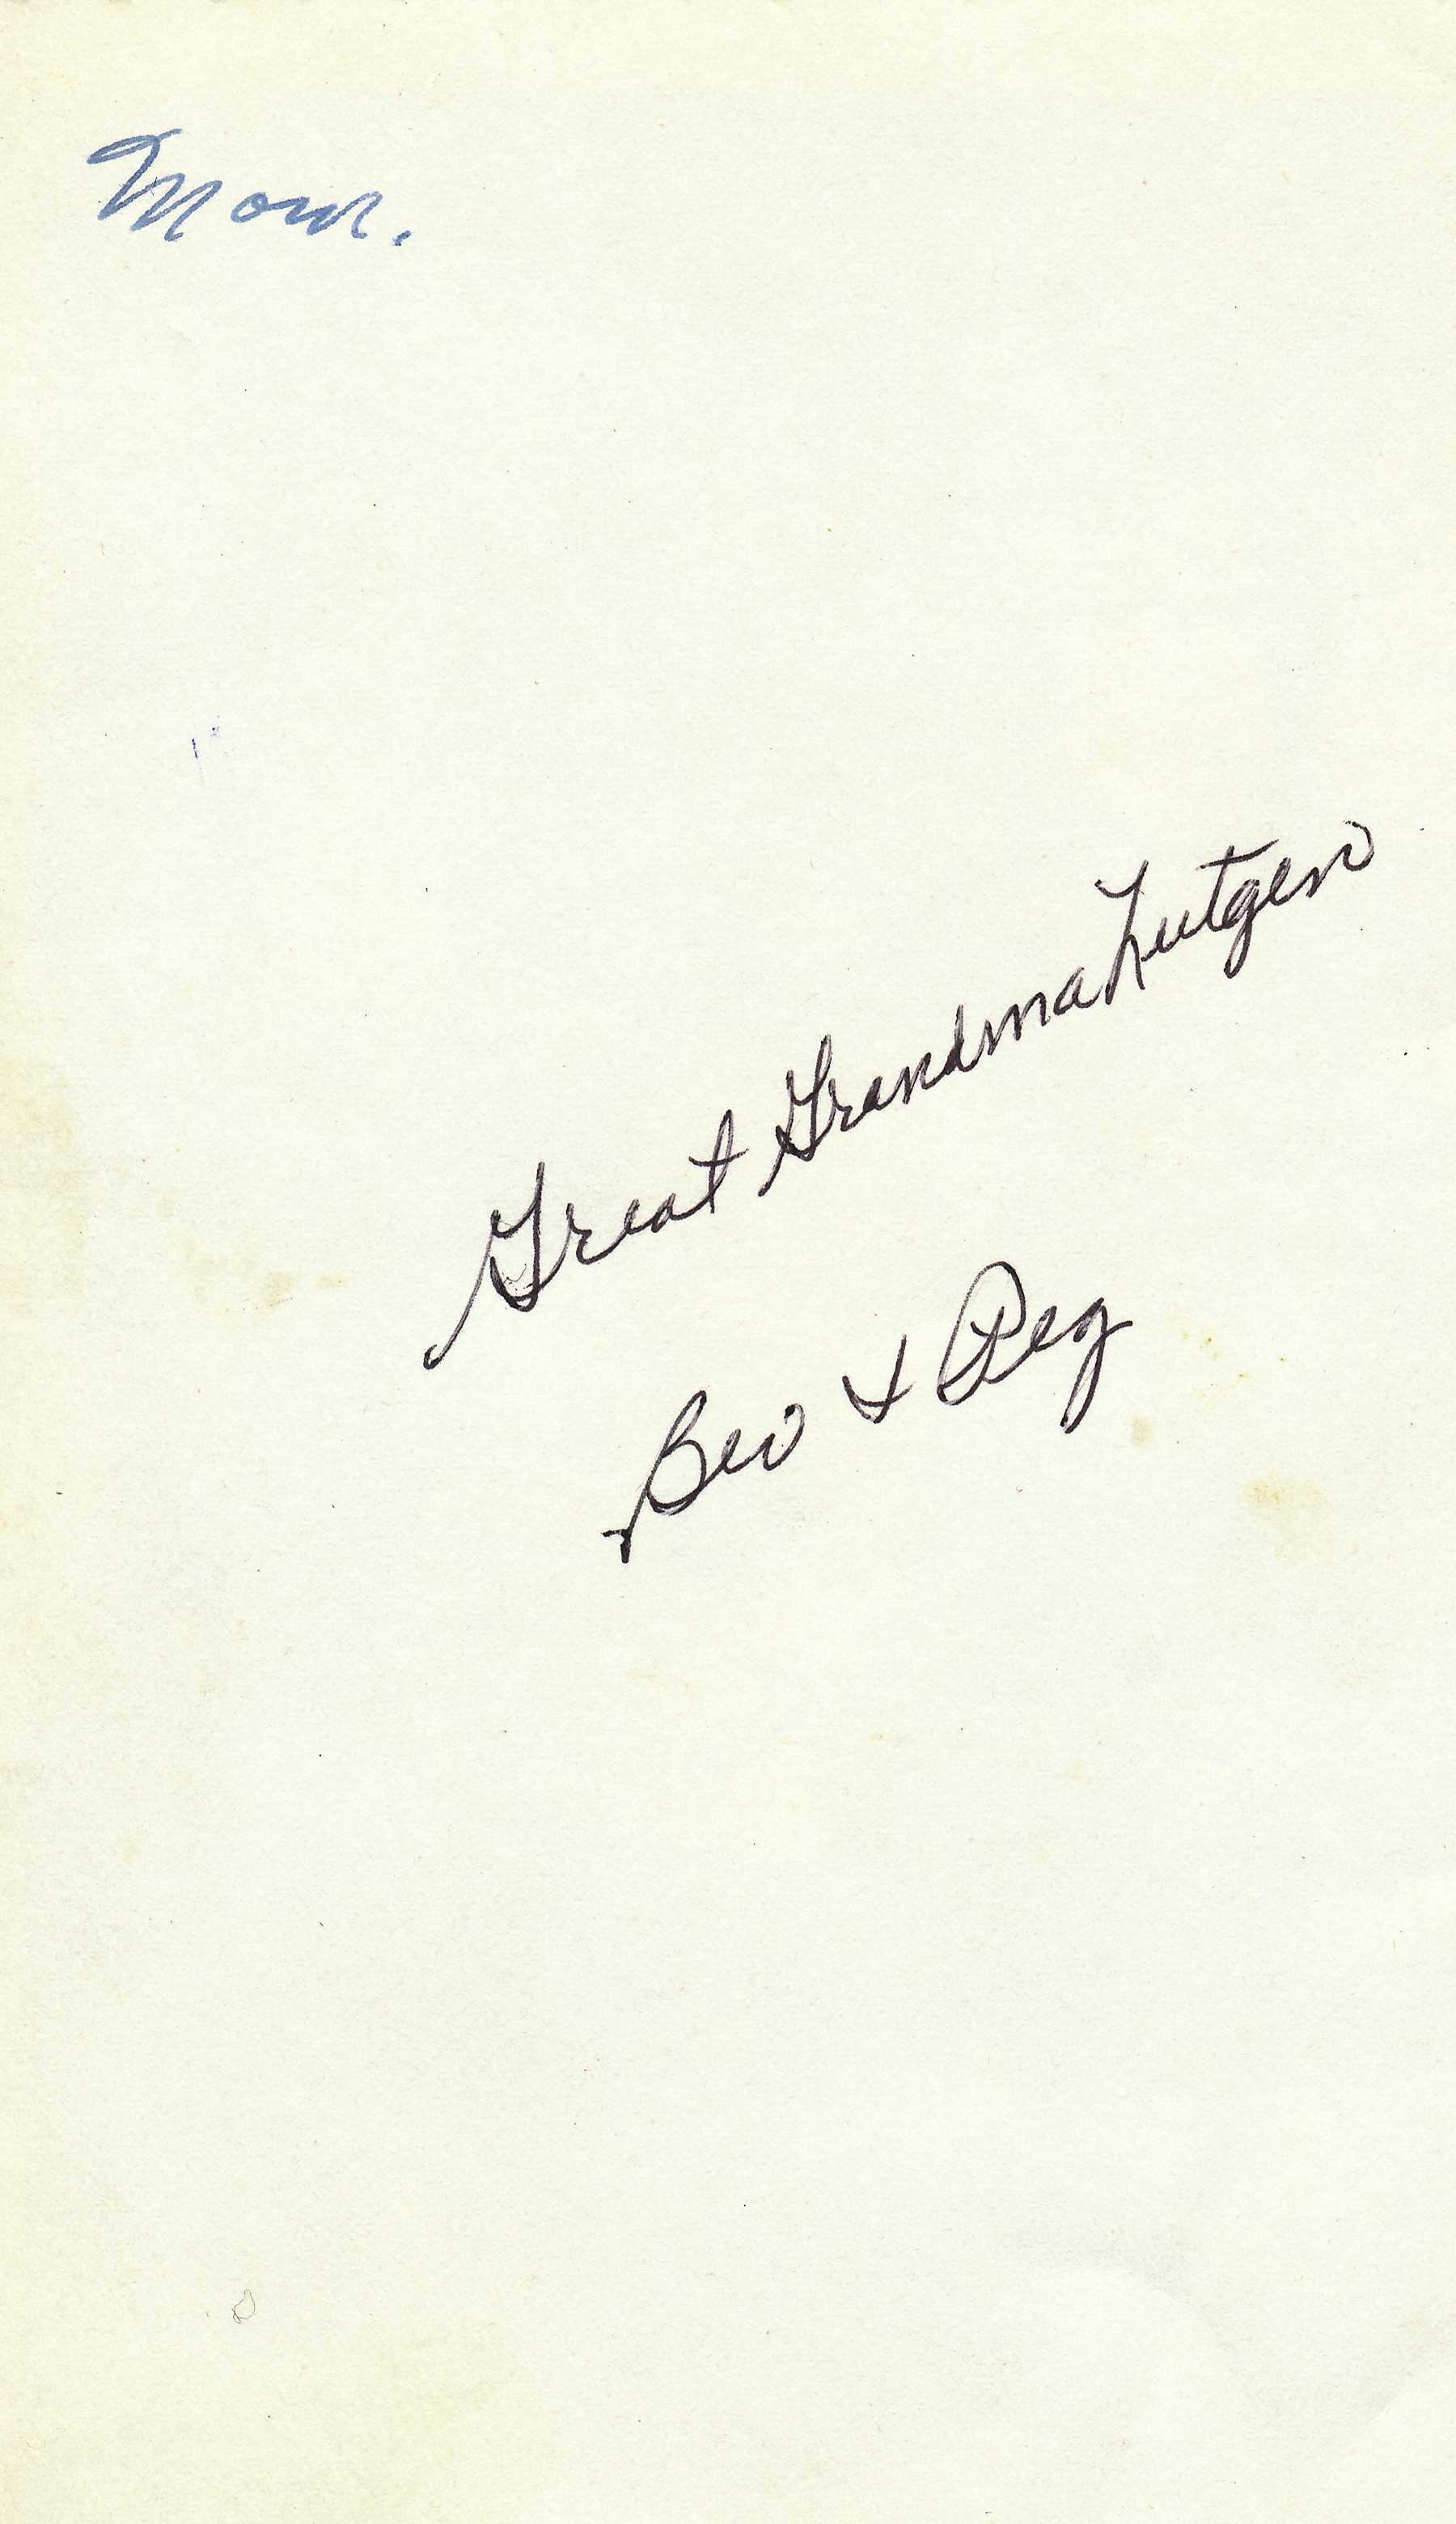 Mom.
Great Grandma Lutgen
Bev & Peg